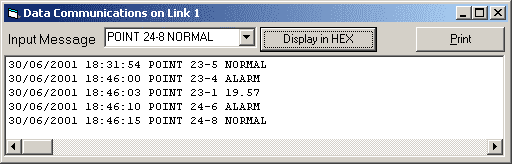 Data Communications on Link 1
Input Message POINT 24-8 NORMAL Display in HEX Print
30/06/2001 18:31:54 POINT 23-5 NORMAL
30/06/2001 18:46:00 POINT 23-4 ALARM
30/06/2001 18:46:03 POINT 23-1 19.57
30/06/2001 18:46:10 POINT 24-6 ALARM
30/06/2001 18:46:15 POINT 24-8 NORMAL